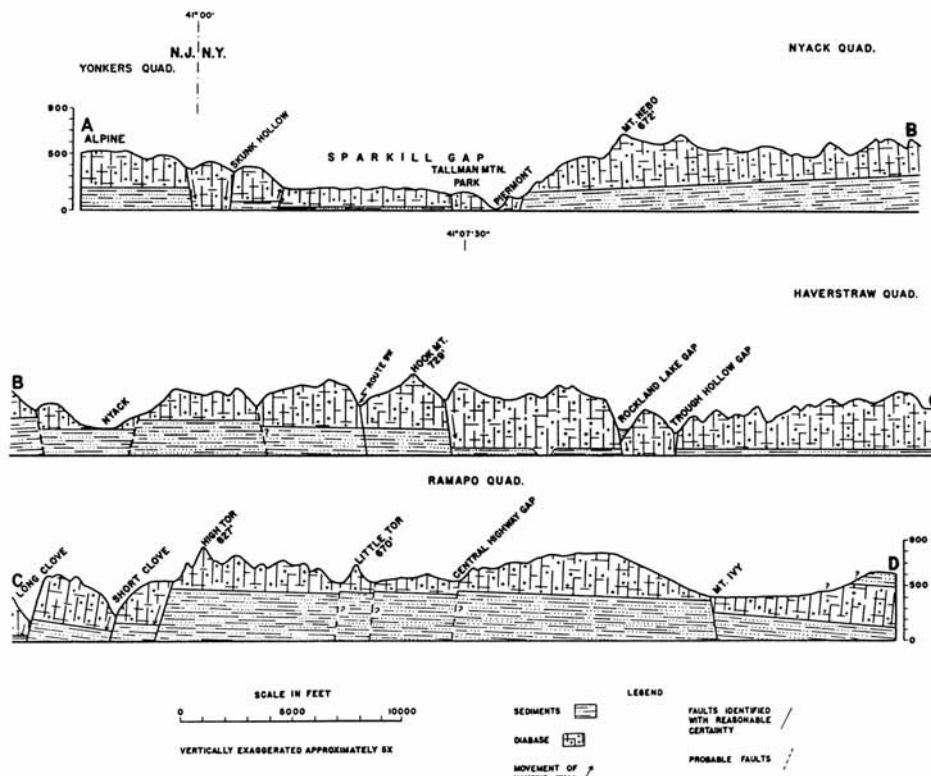 41°00'
N.J. N.Y.
YONKERS QUAD.
NYACK QUAD.
900
500
0
A
ALPINE
SKUNK HOLLOW
SPARKILL GAP
TALLMAN MTN.
PARK
PIERMONT
MT. NEBO
672'
B
41°07'30"
HAVERSTRAW QUAD.
B
NYACK
?
ROUTE 9W
HOOK MT.
729'
ROCKLAND LAKE GAP
TROUGH HOLLOW GAP
RAMAPO QUAD.
C
LONG CLOVE
SHORT CLOVE
HIGH TOR
827'
LITTLE TOR
670'
CENTRAL HIGHWAY GAP
MT. IVY
? ? ?
? ?
D
900
500
0
SCALE IN FEET
0 5000 10000
VERTICALLY EXAGGERATED APPROXIMATELY 5X
LEGEND
SEDIMENTS
DIABASE
MOVEMENT OF
FAULTS IDENTIFIED
WITH REASONABLE
CERTAINTY
PROBABLE FAULTS